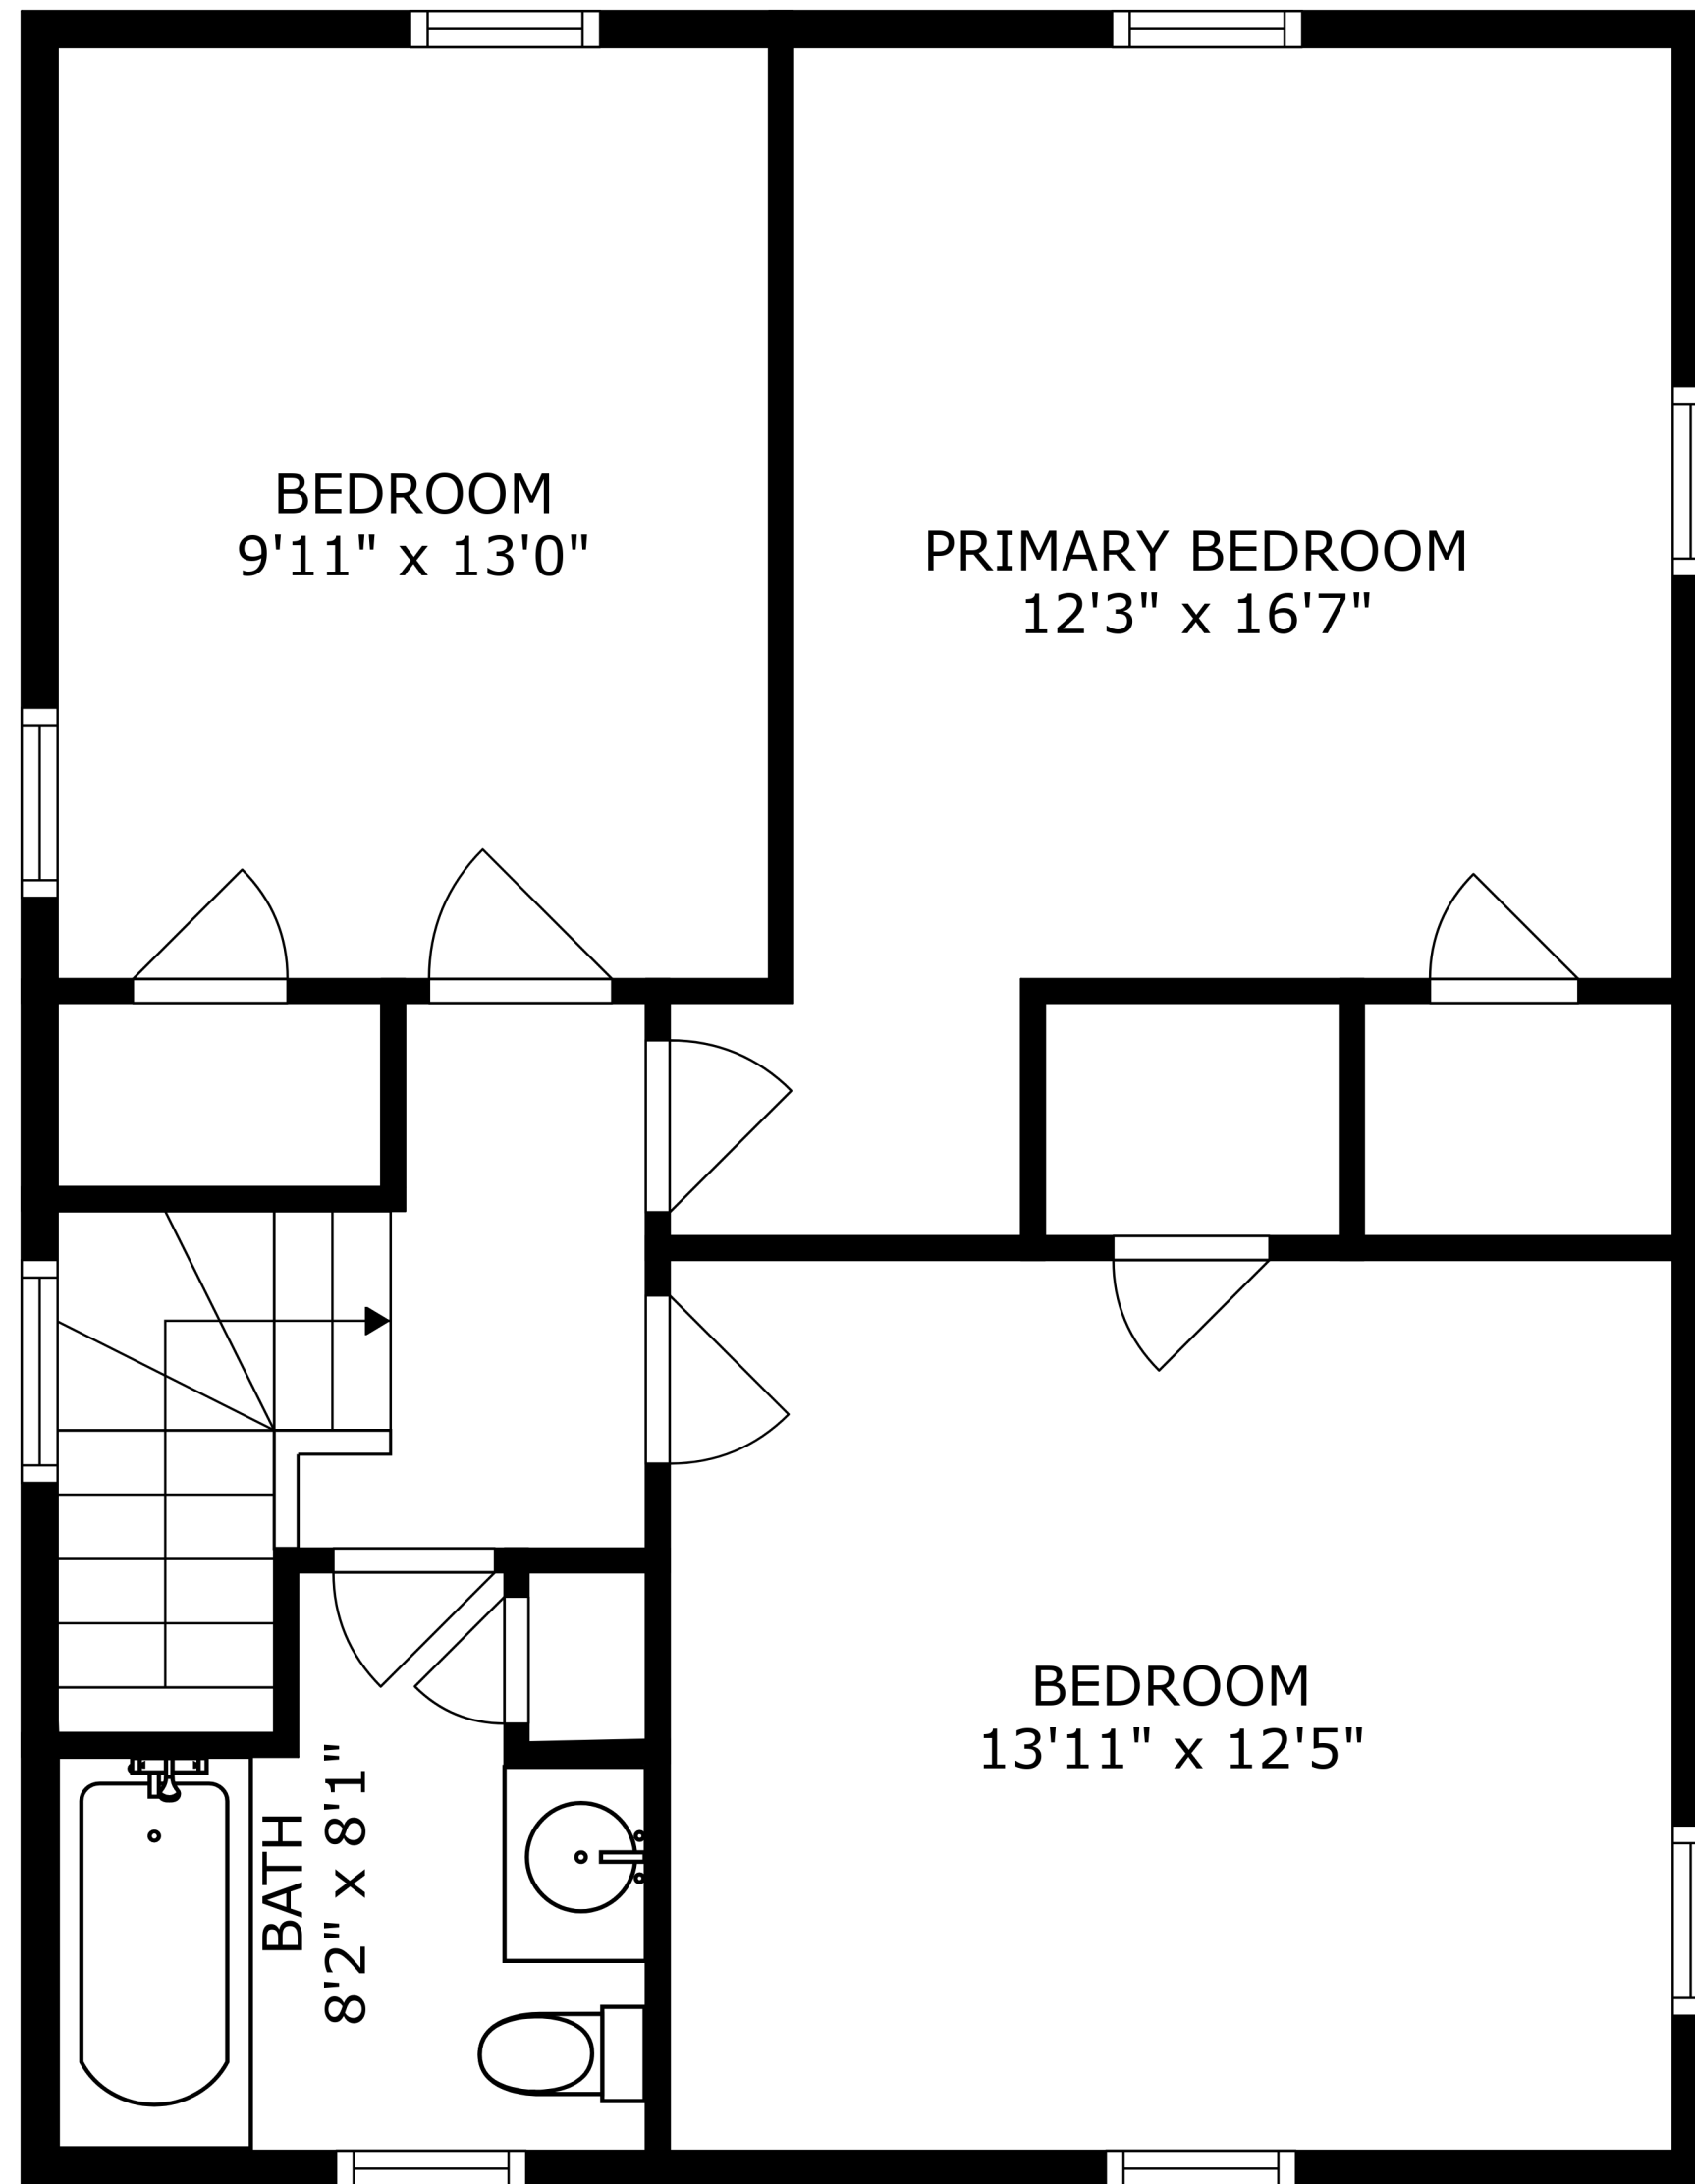 BEDROOM
9'11" x 13'0"
PRIMARY BEDROOM
12'3" x 16'7"
BEDROOM
13'11" x 12'5"
BATH
8'2" x 8'1"